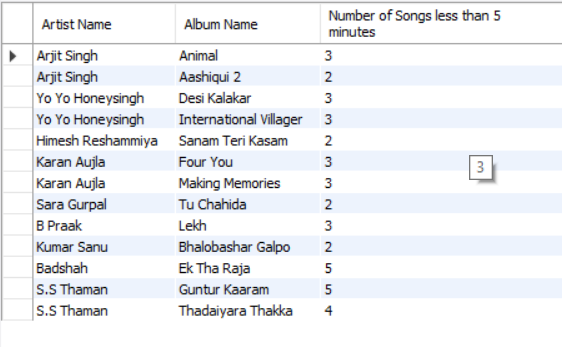 Artist Name Album Name Number of Songs less than 5
minutes
Arjit Singh Animal 3
Arjit Singh Aashiqui 2 2
Yo Yo Honeysingh Desi Kalakar 3
Yo Yo Honeysingh International Villager 3
Himesh Reshammiya Sanam Teri Kasam 2
Karan Aujla Four You 3
3
Karan Aujla Making Memories 3
Sara Gurpal Tu Chahida 2
B Praak Lekh 3
Kumar Sanu Bhalobashar Galpo 2
Badshah Ek Tha Raja 5
S.S Thaman Guntur Kaaram 5
S.S Thaman Thadaiyara Thakka 4